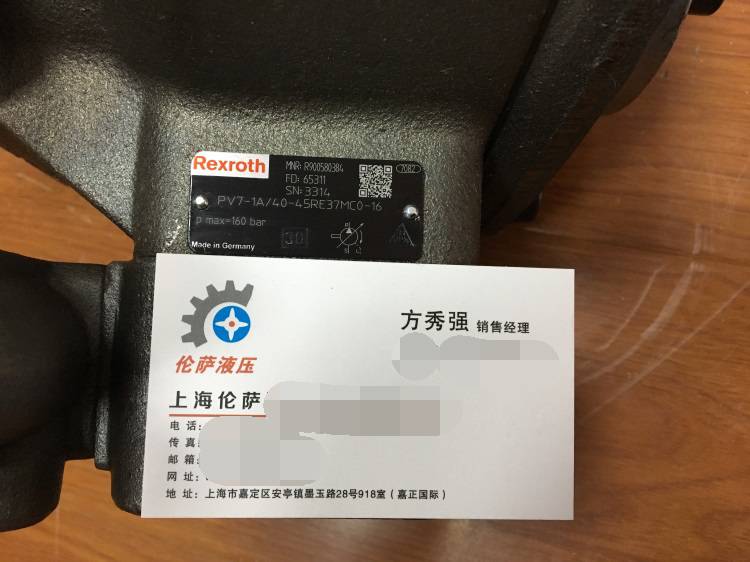 Rexroth
MNR: R900580384
FD: 65311
SN: 3314
7082
PV7-1A/40-45RE37MC0-16
p max=160 bar
Made in Germany
30
方秀强 销售经理
伦萨液压
上海伦萨
电 话:
传 真:
邮 箱:
网 址:
地 址: 上海市嘉定区安亭镇墨玉路28号918室（嘉正国际）